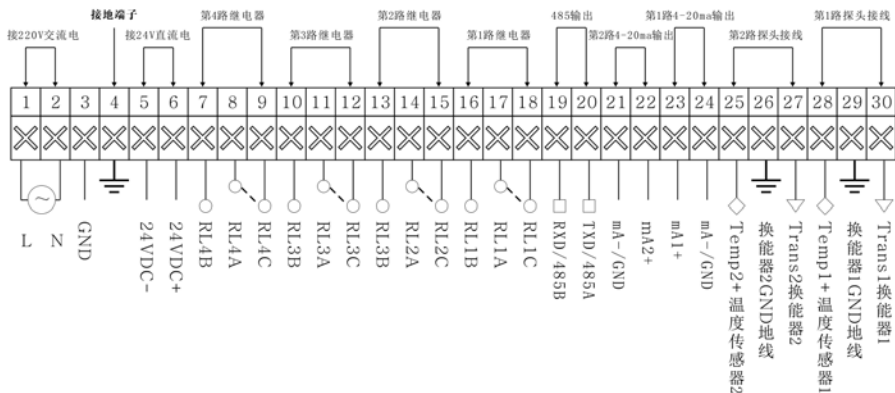 接地端子
第4路继电器
第2路继电器
485输出
第1路4-20ma输出
第1路探头接线
接220V交流电
接24V直流电
第3路继电器
第1路继电器
第2路4-20ma输出
第2路探头接线
1 2 3 4 5 6 7 8 9 10 11 12 13 14 15 16 17 18 19 20 21 22 23 24 25 26 27 28 29 30
L
N
GND
24VDC-
24VDC+
RL4B
RL4A
RL4C
RL3B
RL3A
RL3C
RL3B
RL2A
RL2C
RL1B
RL1A
RL1C
RXD/485B
TXD/485A
mA-/GND
mA2+
mA1+
mA-/GND
Temp2+温度传感器2
换能器2GND地线
Trans2换能器2
Temp1+温度传感器1
换能器1GND地线
Trans1换能器1